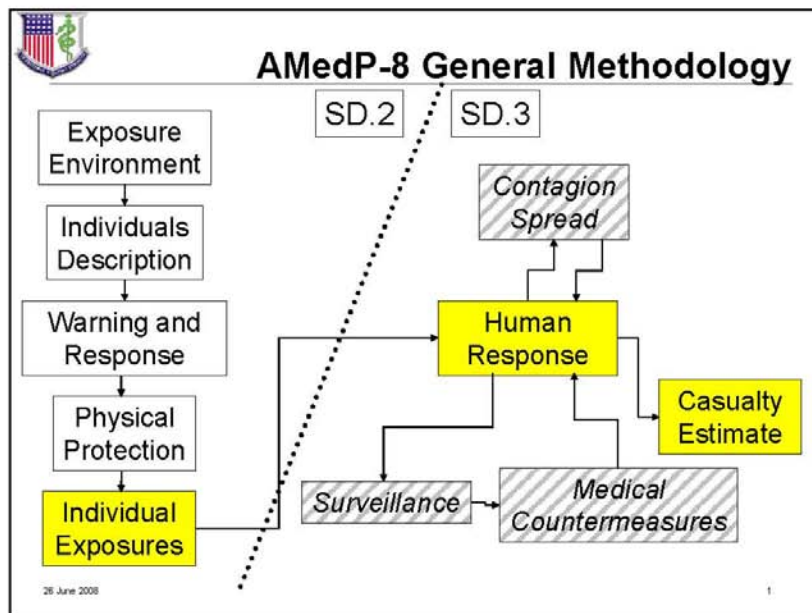 AMedP-8 General Methodology
SD.2
SD.3
Exposure
Environment
Individuals
Description
Warning and
Response
Physical
Protection
Individual
Exposures
Contagion
Spread
Human
Response
Casualty
Estimate
Surveillance
Medical
Countermeasures
26 June 2008
1